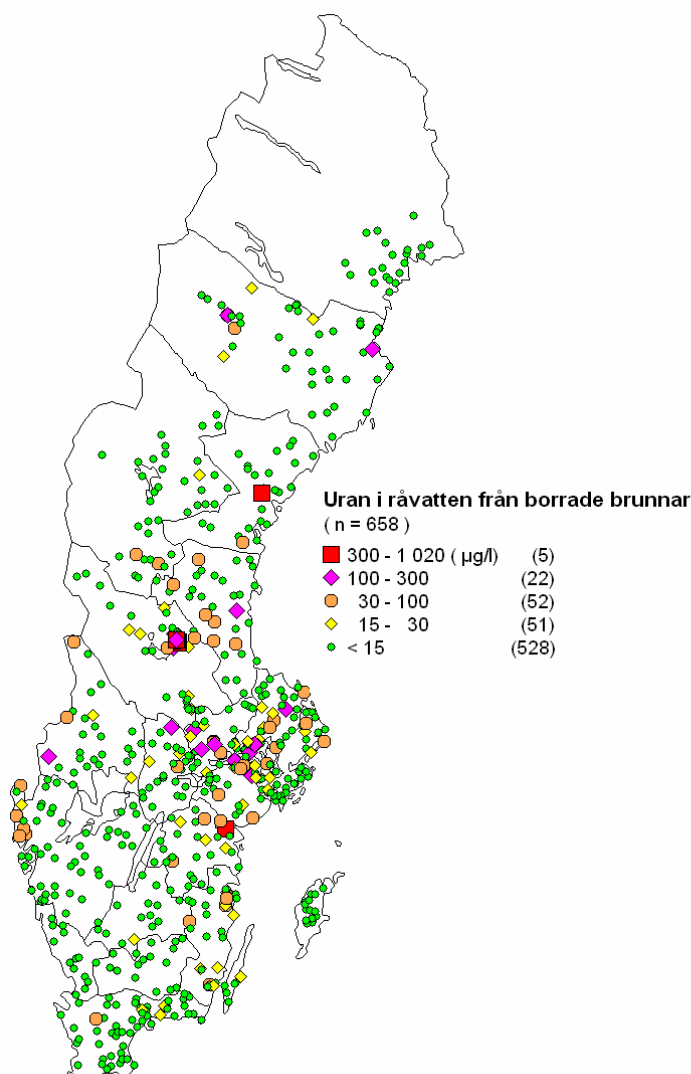 Uran i råvatten från borrade brunnar
( n = 658 )
300 - 1 020 ( µg/l) (5)
100 - 300 (22)
30 - 100 (52)
15 - 30 (51)
< 15 (528)